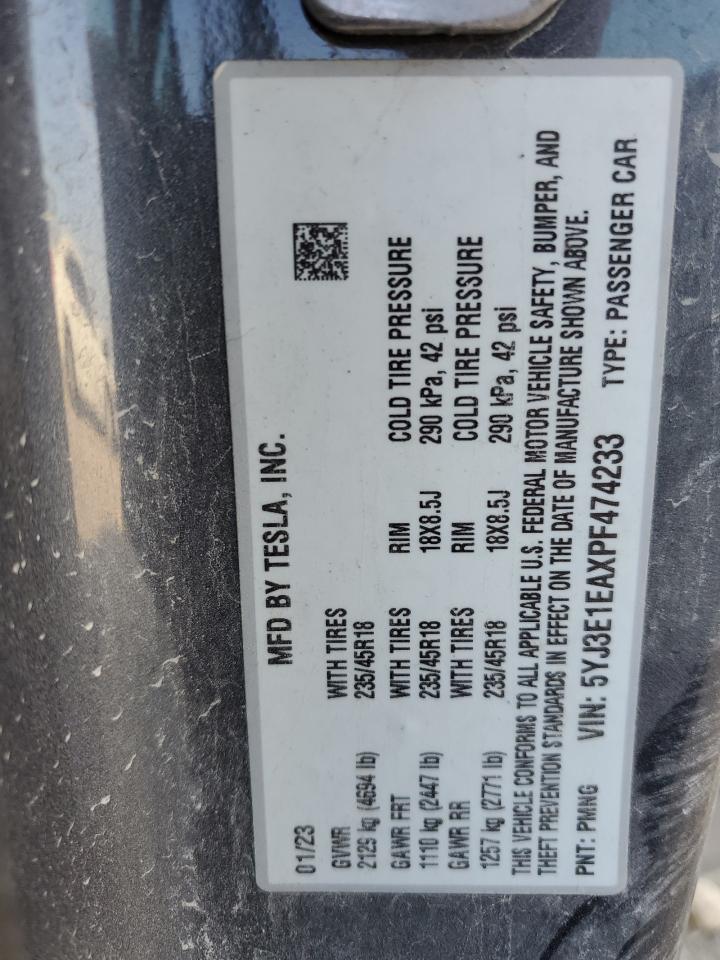 MFD BY TESLA, INC.
01/23
GVWR WITH TIRES
2129 kg (4694 lb) 235/45R18
GAWR FRT WITH TIRES RIM COLD TIRE PRESSURE
1110 kg (2447 lb) 235/45R18 18X8.5J 290 kPa, 42 psi
GAWR RR WITH TIRES RIM COLD TIRE PRESSURE
1257 kg (2771 lb) 235/45R18 18X8.5J 290 kPa, 42 psi
THIS VEHICLE CONFORMS TO ALL APPLICABLE U.S. FEDERAL MOTOR VEHICLE SAFETY, BUMPER, AND
THEFT PREVENTION STANDARDS IN EFFECT ON THE DATE OF MANUFACTURE SHOWN ABOVE.
PNT: PMNG VIN: 5YJ3E1EAXPF474233 TYPE: PASSENGER CAR